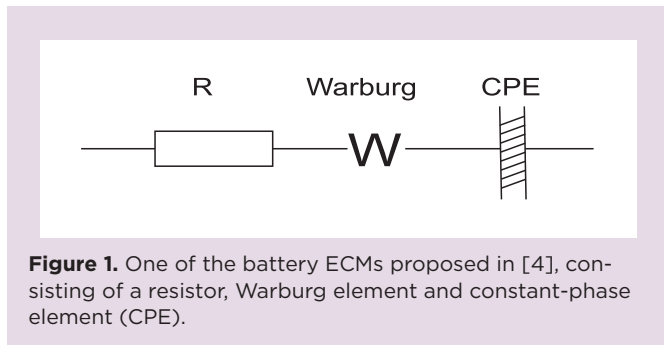 R Warburg CPE
W
Figure 1. One of the battery ECMs proposed in [4], con-
sisting of a resistor, Warburg element and constant-phase
element (CPE).